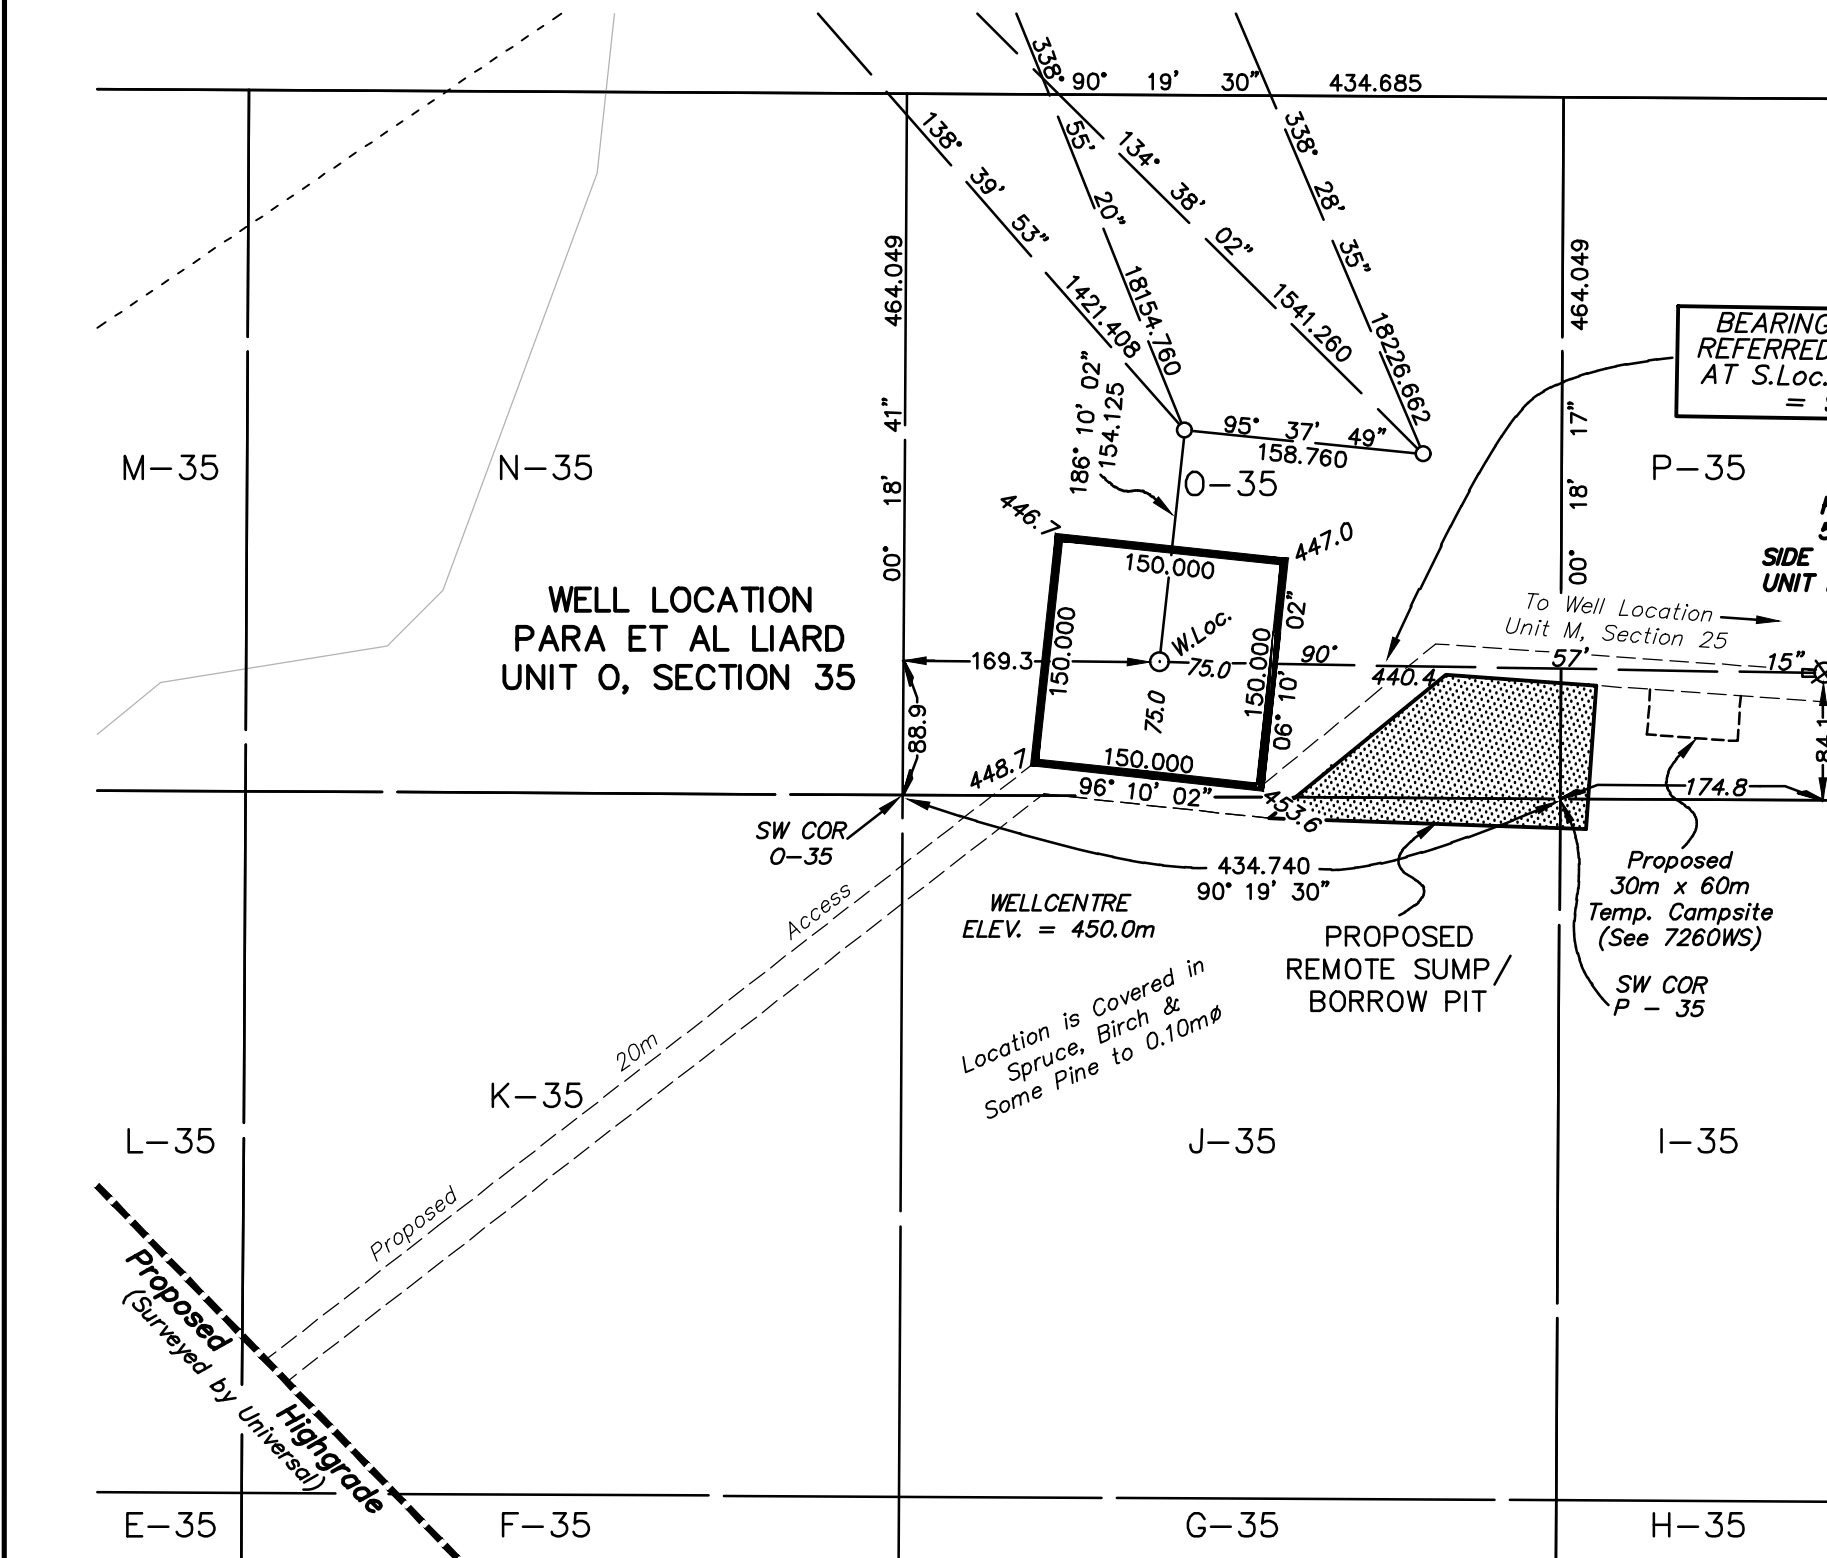 90° 19' 30" 434.685
338° 55' 20" 18154.760
138° 39' 53" 1421.408
134° 38' 02" 1541.260
338° 28' 35" 18226.662
464.049
00° 18' 41"
464.049
00° 18' 17"
BEARING
REFERRED
AT S.Loc.
=
186° 10' 02"
154.125
95° 37' 49"
158.760
M-35
N-35
O-35
P-35
446.7
447.0
150.000
WELL LOCATION
PARA ET AL LIARD
UNIT O, SECTION 35
SIDE
UNIT
To Well Location
Unit M, Section 25
169.3
150.000
W.Loc.
75.0
75.0
150.000
06° 10' 02"
90° 57' 15"
440.4
88.9
84.1
448.7
150.000
96° 10' 02"
453.6
174.8
SW COR
O-35
434.740
90° 19' 30"
WELLCENTRE
ELEV. = 450.0m
Proposed
30m x 60m
Temp. Campsite
(See 7260WS)
PROPOSED
REMOTE SUMP/
BORROW PIT
SW COR
P - 35
Location is Covered in
Spruce, Birch &
Some Pine to 0.10mø
Proposed 20m Access
K-35
L-35
J-35
I-35
Proposed Highgrade
(Surveyed by Universal)
E-35
F-35
G-35
H-35